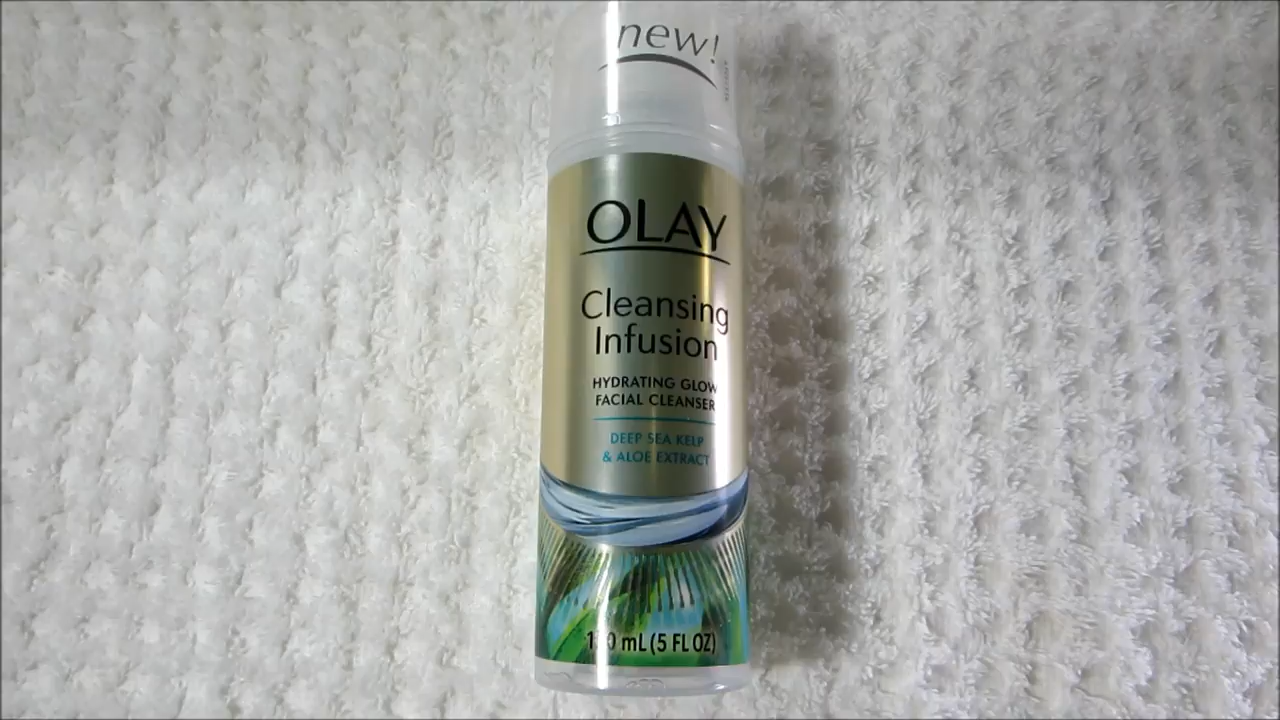 new!
OLAY
Cleansing
Infusion
HYDRATING GLOW
FACIAL CLEANSER
DEEP SEA KELP
& ALOE EXTRACT
mL (5 FL OZ)